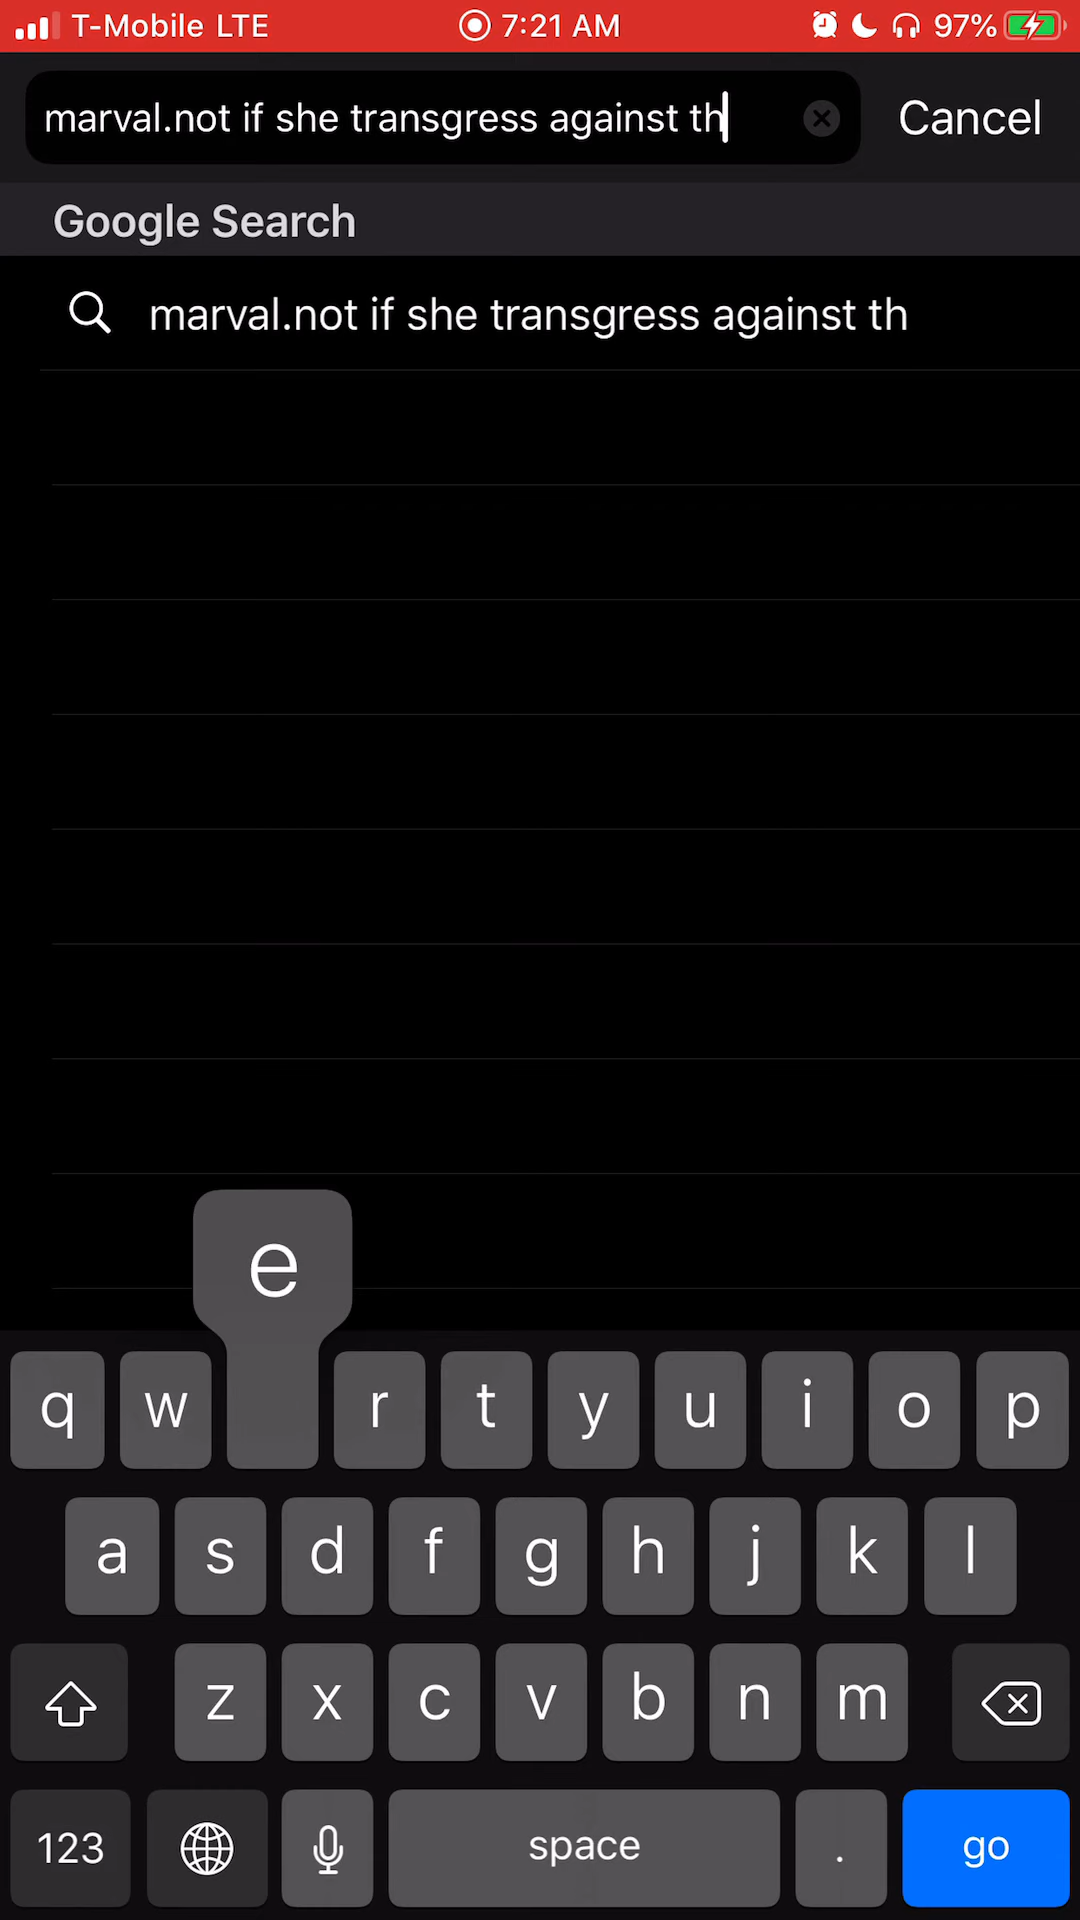 T-Mobile LTE 7:21 AM 97%
marval.not if she transgress against th Cancel
Google Search
marval.not if she transgress against th
e
q w r t y u i o p
a s d f g h j k l
z x c v b n m
123 space . go